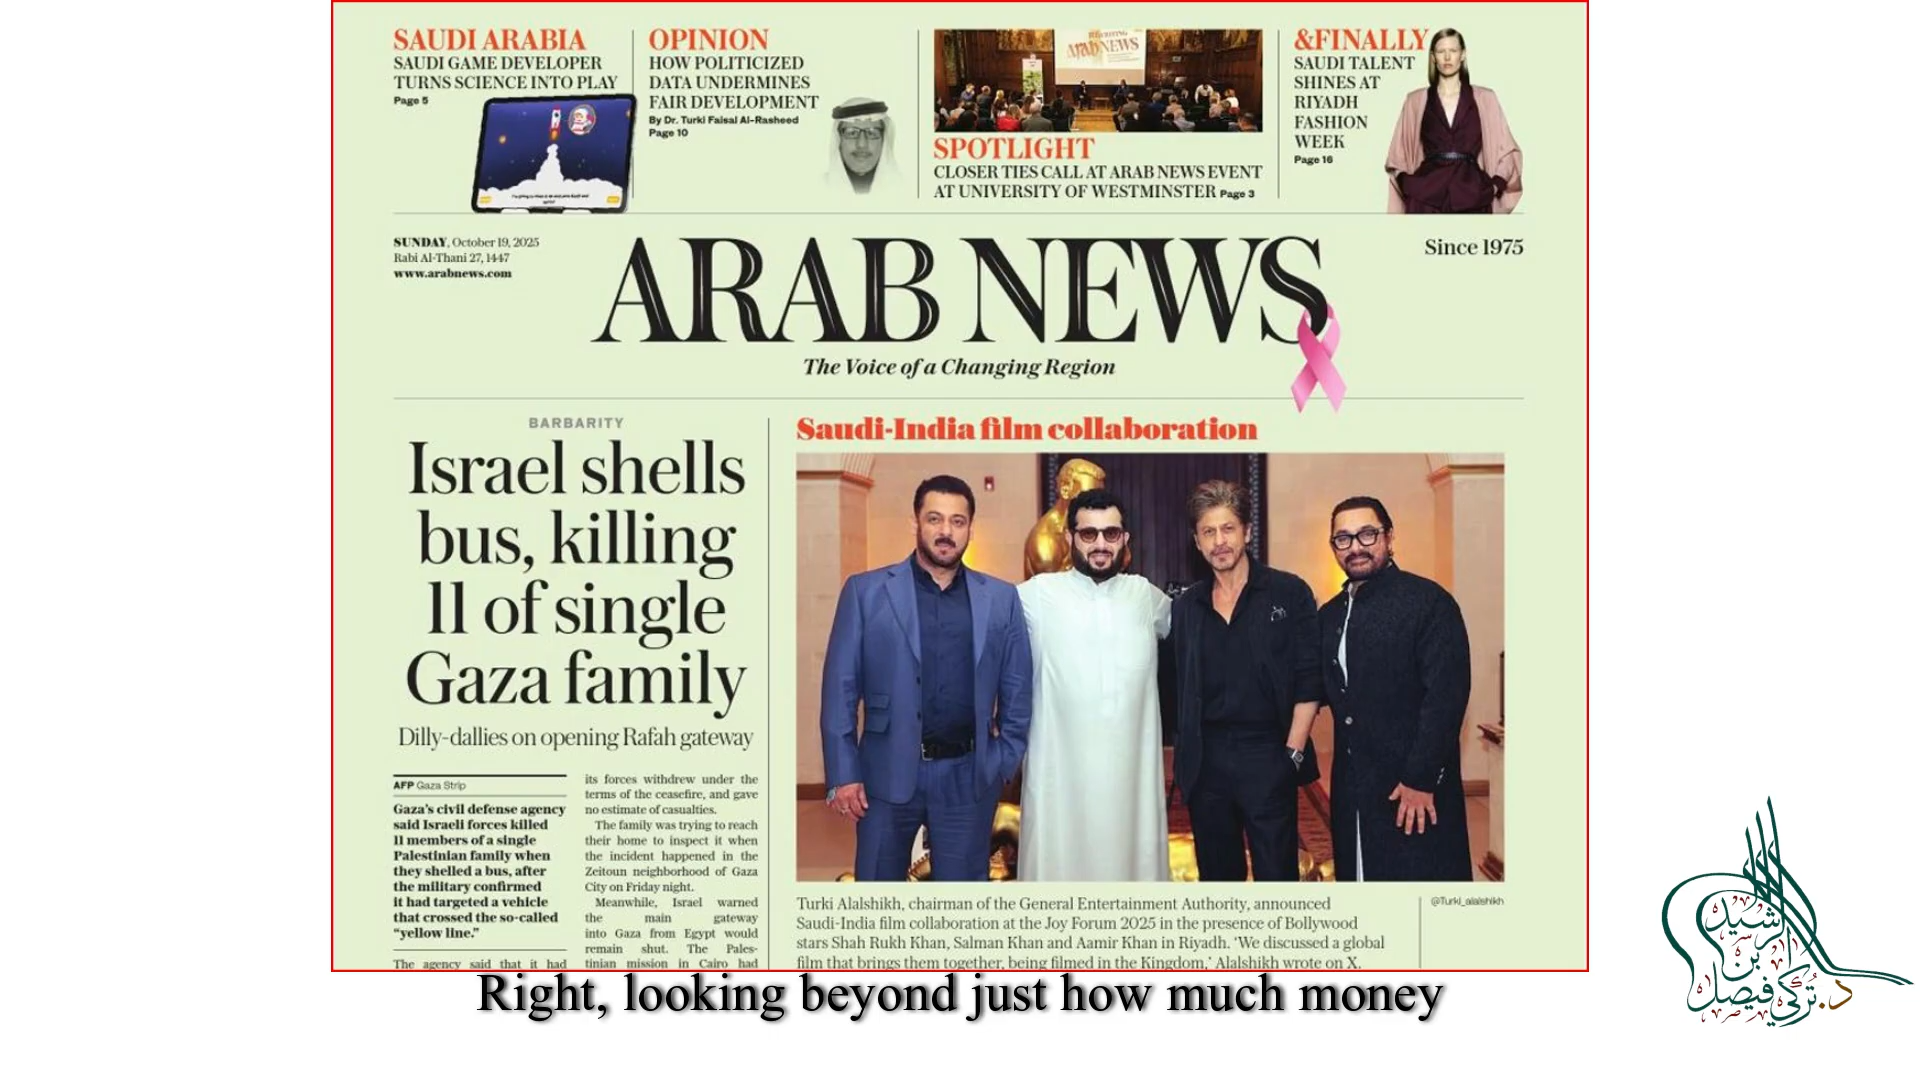 SAUDI ARABIA
SAUDI GAME DEVELOPER
TURNS SCIENCE INTO PLAY
Page 5
OPINION
HOW POLITICIZED
DATA UNDERMINES
FAIR DEVELOPMENT
By Dr. Turki Faisal Al-Rasheed
Page 10
ARAB NEWS
SPOTLIGHT
CLOSER TIES CALL AT ARAB NEWS EVENT
AT UNIVERSITY OF WESTMINSTER Page 3
&FINALLY
SAUDI TALENT
SHINES AT
RIYADH
FASHION
WEEK
Page 16
SUNDAY, October 19, 2025
Rabi Al-Thani 27, 1447
www.arabnews.com
ARAB NEWS
The Voice of a Changing Region
Since 1975
BARBARITY
Israel shells
bus, killing
11 of single
Gaza family
Dilly-dallies on opening Rafah gateway
AFP Gaza Strip
Gaza's civil defense agency
said Israeli forces killed
11 members of a single
Palestinian family when
they shelled a bus, after
the military confirmed
it had targeted a vehicle
that crossed the so-called
“yellow line.”
The agency said that it had
its forces withdrew under the
terms of the ceasefire, and gave
no estimate of casualties.
The family was trying to reach
their home to inspect it when
the incident happened in the
Zeitoun neighborhood of Gaza
City on Friday night.
Meanwhile, Israel warned
the main gateway
into Gaza from Egypt would
remain shut. The Pales-
tinian mission in Cairo had
Saudi-India film collaboration
Turki Alalshikh, chairman of the General Entertainment Authority, announced
Saudi-India film collaboration at the Joy Forum 2025 in the presence of Bollywood
stars Shah Rukh Khan, Salman Khan and Aamir Khan in Riyadh. ‘We discussed a global
film that brings them together, being filmed in the Kingdom,’ Alalshikh wrote on X.
@Turki_alalshikh
Right, looking beyond just how much money
الرشيد
بن
د. تركي فيصل